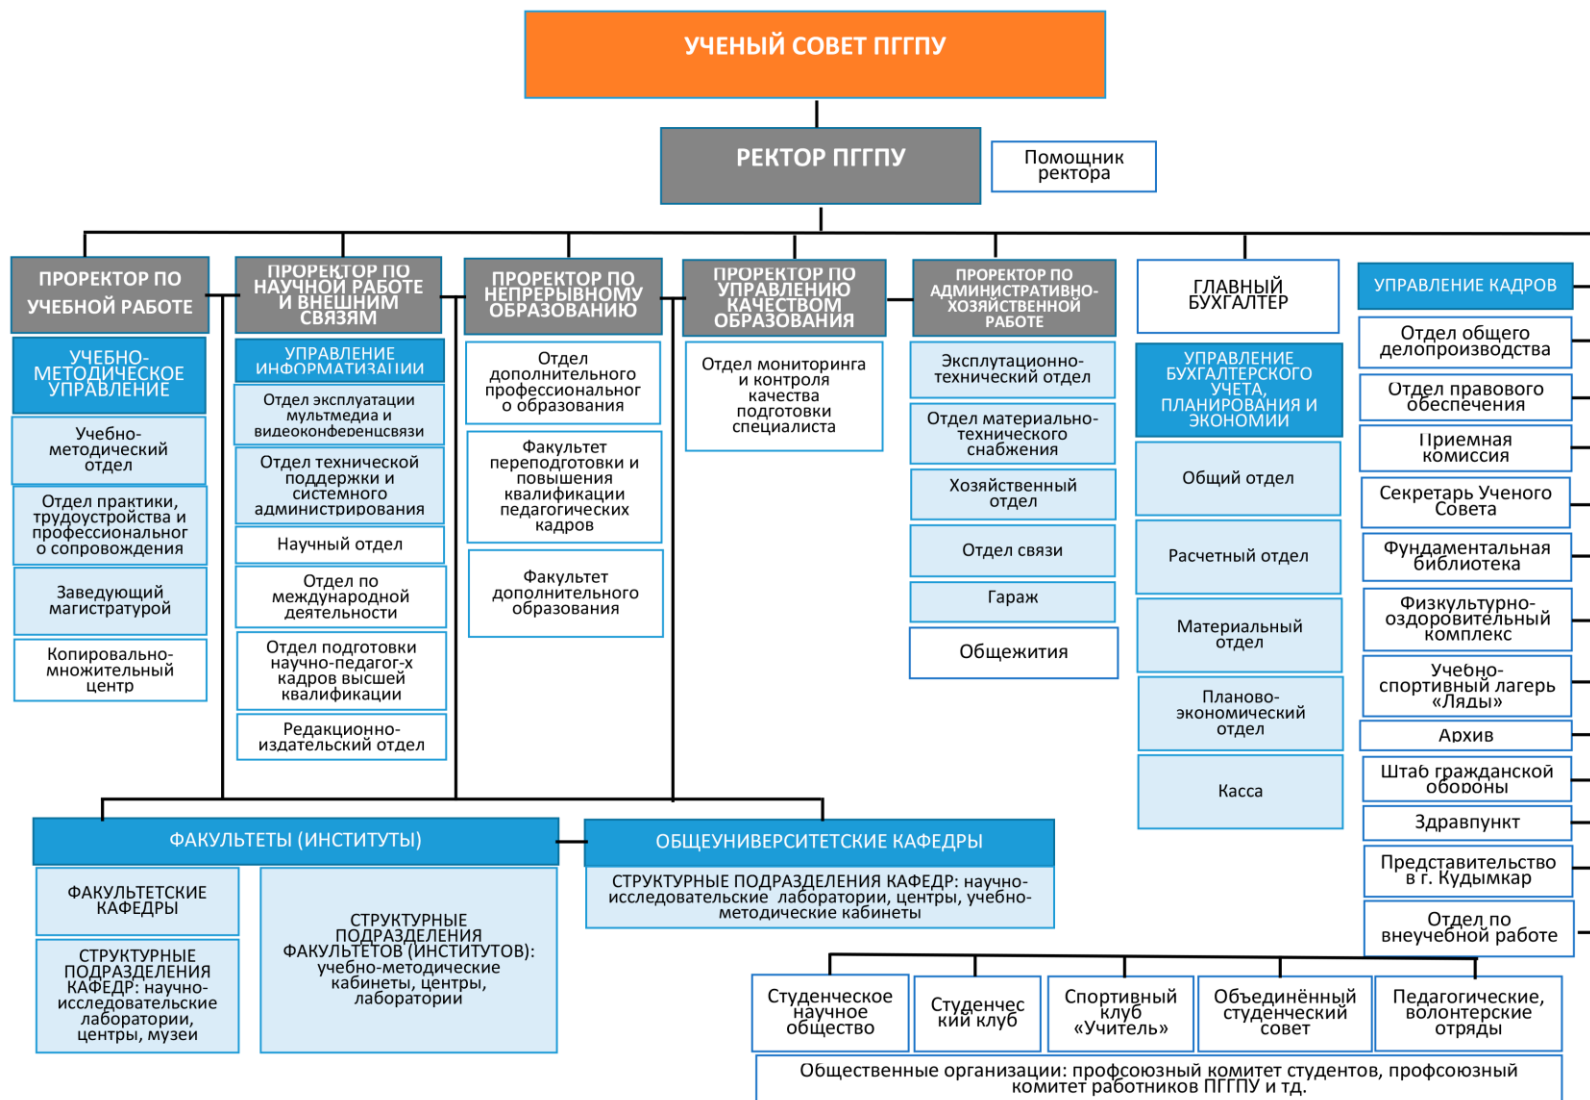 УЧЕНЫЙ СОВЕТ ПГГПУ
РЕКТОР ПГГПУ
Помощник
ректора
ПРОРЕКТОР ПО
УЧЕБНОЙ РАБОТЕ
УЧЕБНО-
МЕТОДИЧЕСКОЕ
УПРАВЛЕНИЕ
Учебно-
методический
отдел
Отдел практики,
трудоустройства и
профессиональног
о сопровождения
Заведующий
магистратурой
Копировально-
множительный
центр
ПРОРЕКТОР ПО
НАУЧНОЙ РАБОТЕ
И ВНЕШНИМ
СВЯЗЯМ
УПРАВЛЕНИЕ
ИНФОРМАТИЗАЦИИ
Отдел эксплуатации
мультмедиа и
видеоконференцсвязи
Отдел технической
поддержки и
системного
администрирования
Научный отдел
Отдел по
международной
деятельности
Отдел подготовки
научно-педагог-х
кадров высшей
квалификации
Редакционно-
издательский отдел
ПРОРЕКТОР ПО
НЕПРЕРЫВНОМУ
ОБРАЗОВАНИЮ
Отдел
дополнительного
профессиональног
о образования
Факультет
переподготовки и
повышения
квалификации
педагогических
кадров
Факультет
дополнительного
образования
ПРОРЕКТОР ПО
УПРАВЛЕНИЮ
КАЧЕСТВОМ
ОБРАЗОВАНИЯ
Отдел мониторинга
и контроля
качества
подготовки
специалиста
ПРОРЕКТОР ПО
АДМИНИСТРАТИВНО-
ХОЗЯЙСТВЕННОЙ
РАБОТЕ
Эксплутационно-
технический отдел
Отдел материально-
технического
снабжения
Хозяйственный
отдел
Отдел связи
Гараж
Общежития
ГЛАВНЫЙ
БУХГАЛТЕР
УПРАВЛЕНИЕ
БУХГАЛТЕРСКОГО
УЧЕТА,
ПЛАНИРОВАНИЯ И
ЭКОНОМИИ
Общий отдел
Расчетный отдел
Материальный
отдел
Планово-
экономический
отдел
Касса
УПРАВЛЕНИЕ КАДРОВ
Отдел общего
делопроизводства
Отдел правового
обеспечения
Приемная
комиссия
Секретарь Ученого
Совета
Фундаментальная
библиотека
Физкультурно-
оздоровительный
комплекс
Учебно-
спортивный лагерь
«Ляды»
Архив
Штаб гражданской
обороны
Здравпункт
Представительство
в г. Кудымкар
Отдел по
внеучебной работе
ФАКУЛЬТЕТЫ (ИНСТИТУТЫ)
ФАКУЛЬТЕТСКИЕ
КАФЕДРЫ
СТРУКТУРНЫЕ
ПОДРАЗДЕЛЕНИЯ
КАФЕДР: научно-
исследовательские
лаборатории,
центры, музеи
СТРУКТУРНЫЕ
ПОДРАЗДЕЛЕНИЯ
ФАКУЛЬТЕТОВ (ИНСТИТУТОВ):
учебно-методические
кабинеты, центры,
лаборатории
ОБЩЕУНИВЕРСИТЕТСКИЕ КАФЕДРЫ
СТРУКТУРНЫЕ ПОДРАЗДЕЛЕНИЯ КАФЕДР: научно-
исследовательские лаборатории, центры, учебно-
методические кабинеты
Студенческое
научное
общество
Студенчес
кий клуб
Спортивный
клуб
«Учитель»
Объединённый
студенческий
совет
Педагогические,
волонтерские
отряды
Общественные организации: профсоюзный комитет студентов, профсоюзный
комитет работников ПГГПУ и тд.